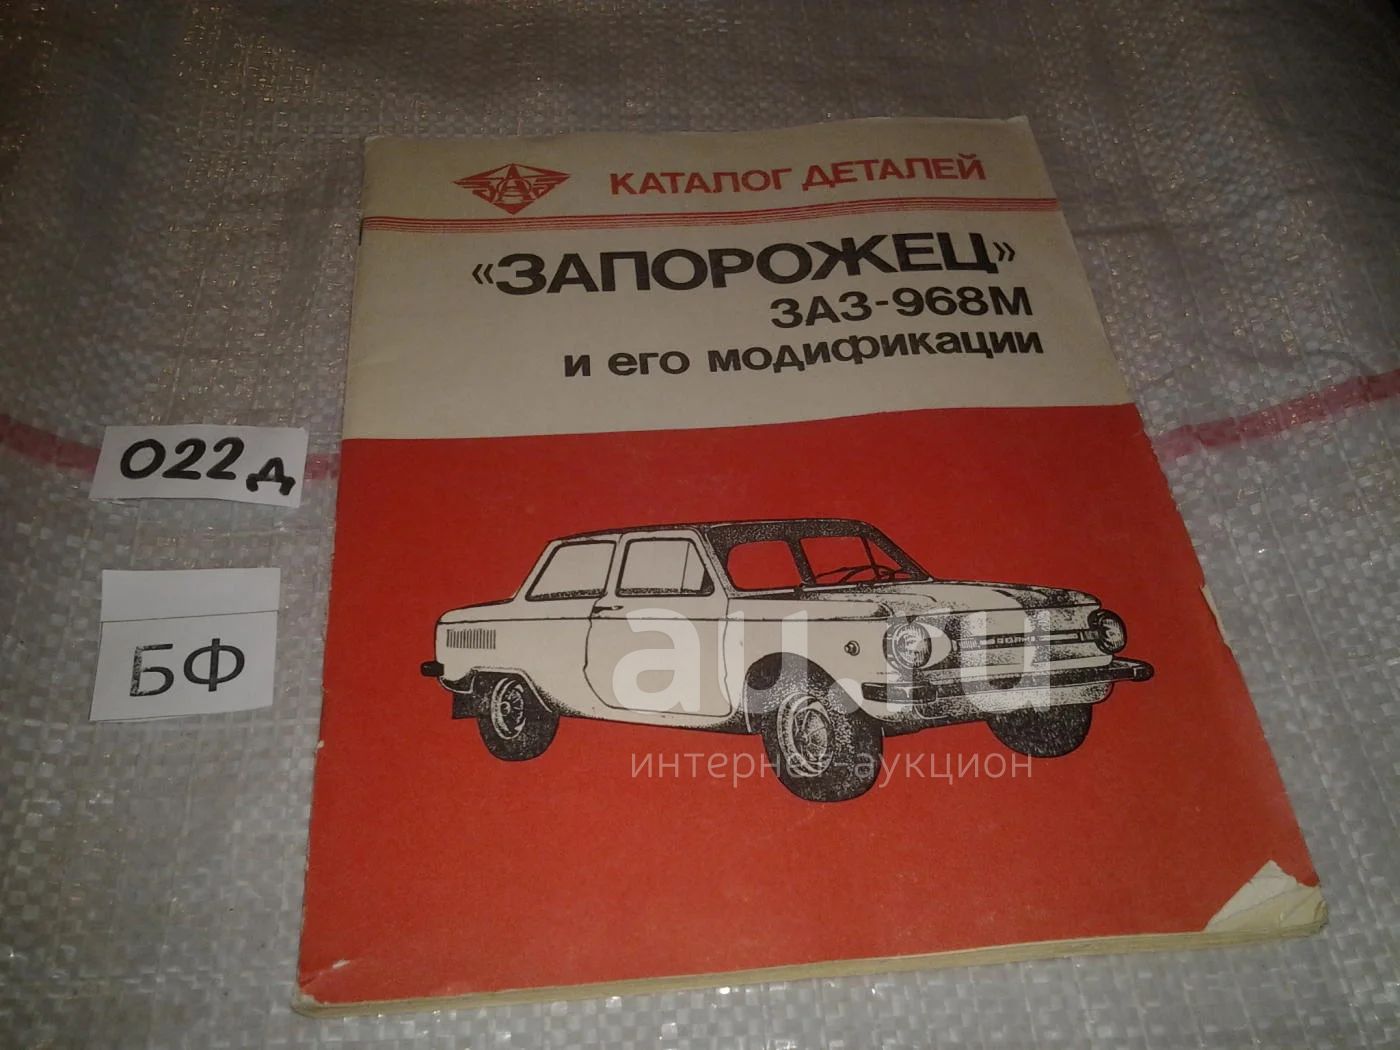 КАТАЛОГ ДЕТАЛЕЙ
«ЗАПОРОЖЕЦ»
ЗАЗ-968М
и его модификации
022д
БФ
au.ru
интернет-аукцион